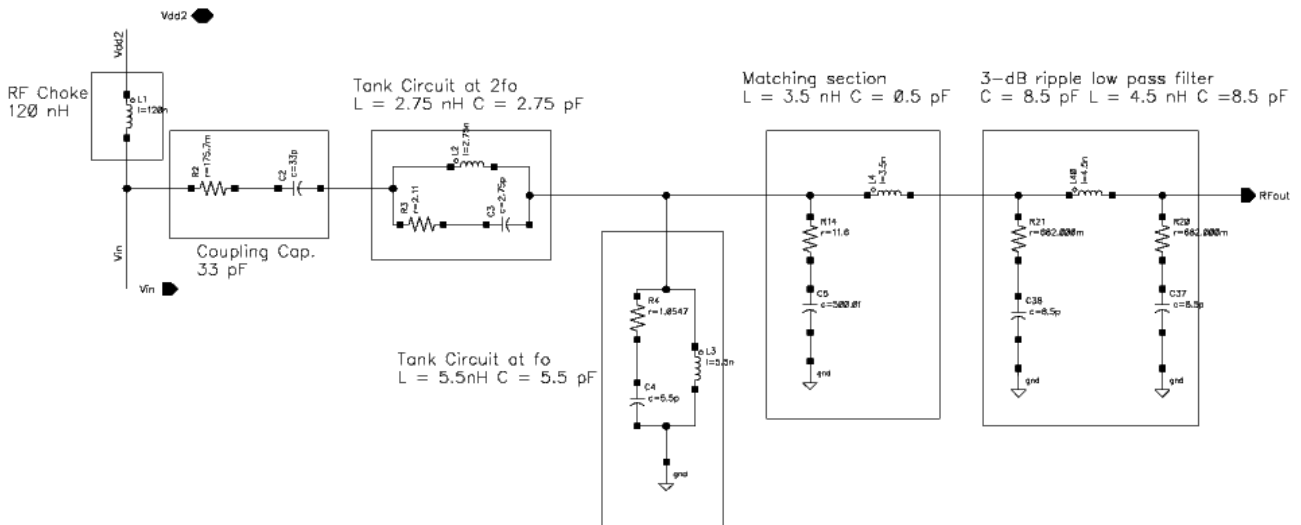 Vdd2
Vdd2
RF Choke
120 nH
L1
l=120n
Vin
Vin
R2
r=175.7m
C2
c=33p
Coupling Cap.
33 pF
Tank Circuit at 2fo
L = 2.75 nH C = 2.75 pF
L2
l=2.75n
R3
r=2.11
C3
c=2.75p
Tank Circuit at fo
L = 5.5nH C = 5.5 pF
R4
r=1.0547
C4
c=5.5p
L3
l=5.5n
gnd
Matching section
L = 3.5 nH C = 0.5 pF
L4
l=3.5n
R14
r=11.6
C5
c=500.0f
gnd
3-dB ripple low pass filter
C = 8.5 pF L = 4.5 nH C =8.5 pF
L40
l=4.5n
R21
r=682.000m
C38
c=8.5p
gnd
R20
r=682.000m
C37
c=8.5p
gnd
RFout